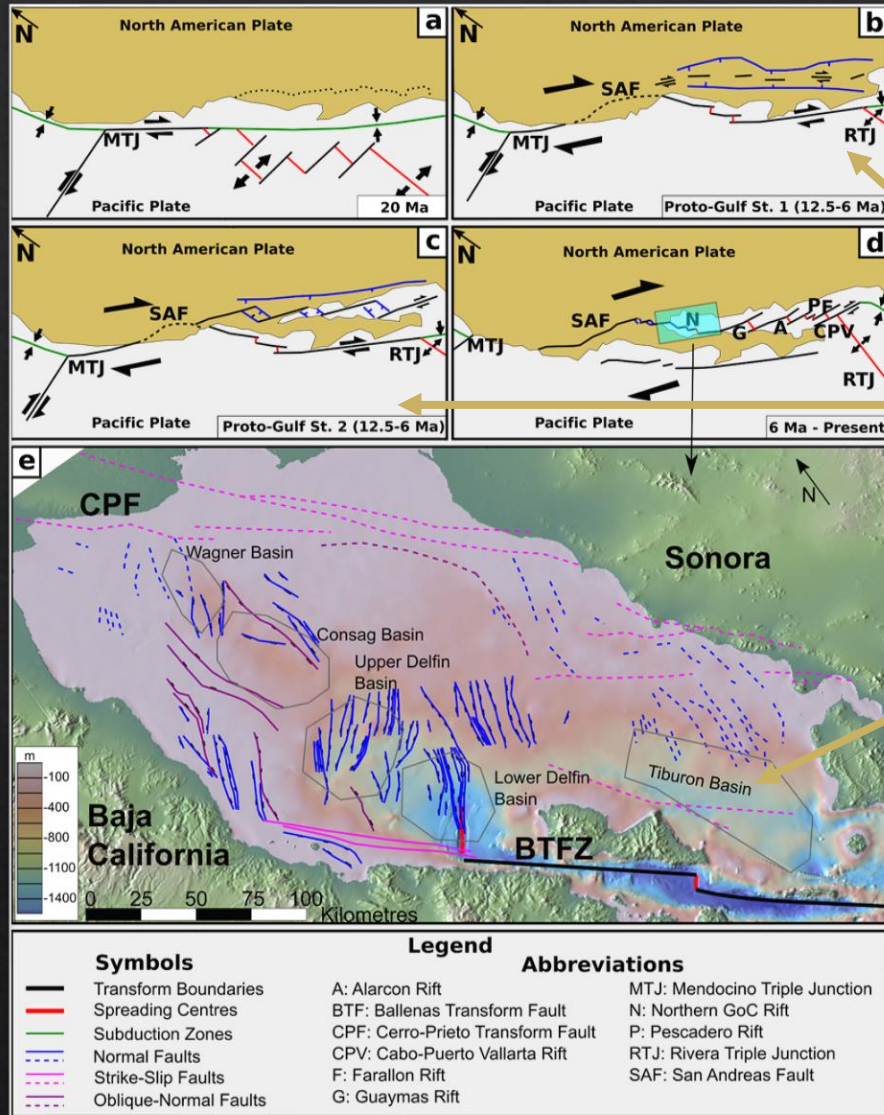 N
North American Plate
a
MTJ
Pacific Plate
20 Ma
N
North American Plate
b
SAF
MTJ
RTJ
Pacific Plate
Proto-Gulf St. 1 (12.5-6 Ma)
N
North American Plate
c
SAF
MTJ
RTJ
Pacific Plate
Proto-Gulf St. 2 (12.5-6 Ma)
N
North American Plate
d
SAF
N
G
A
P
F
CPV
MTJ
RTJ
Pacific Plate
6 Ma - Present
e
N
CPF
Sonora
Wagner Basin
Consag Basin
Upper Delfin
Basin
Lower Delfin
Basin
Tiburon Basin
m
-100
-400
-800
-1100
-1400
Baja
California
BTFZ
0 25 50 75 100
Kilometres
Legend
Symbols
Transform Boundaries
Spreading Centres
Subduction Zones
Normal Faults
Strike-Slip Faults
Oblique-Normal Faults
Abbreviations
A: Alarcon Rift
BTF: Ballenas Transform Fault
CPF: Cerro-Prieto Transform Fault
CPV: Cabo-Puerto Vallarta Rift
F: Farallon Rift
G: Guaymas Rift
MTJ: Mendocino Triple Junction
N: Northern GoC Rift
P: Pescadero Rift
RTJ: Rivera Triple Junction
SAF: San Andreas Fault